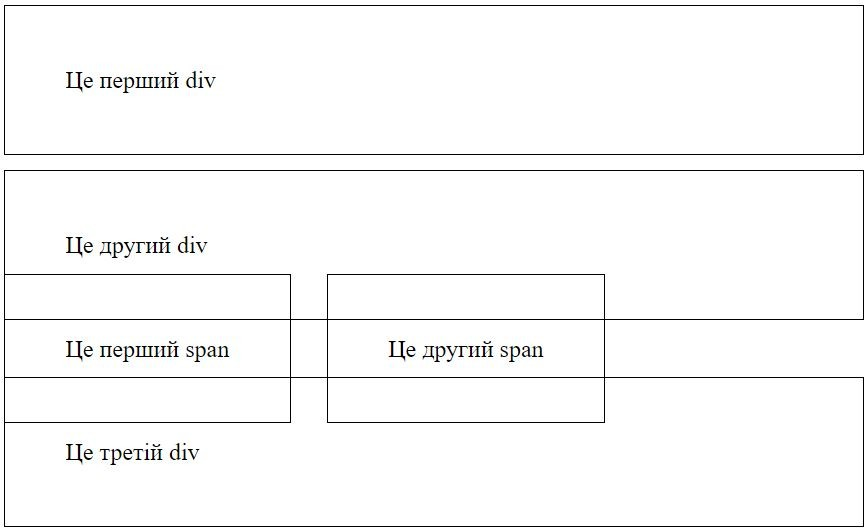 Це перший div
Це другий div
Це перший span Це другий span
Це третій div